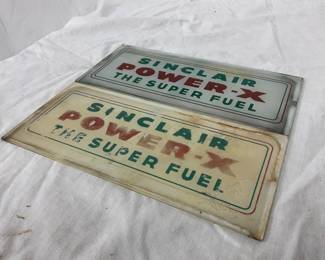 SINCLAIR
POWER-X
THE SUPER FUEL
SINCLAIR
POWER-X
THE SUPER FUEL